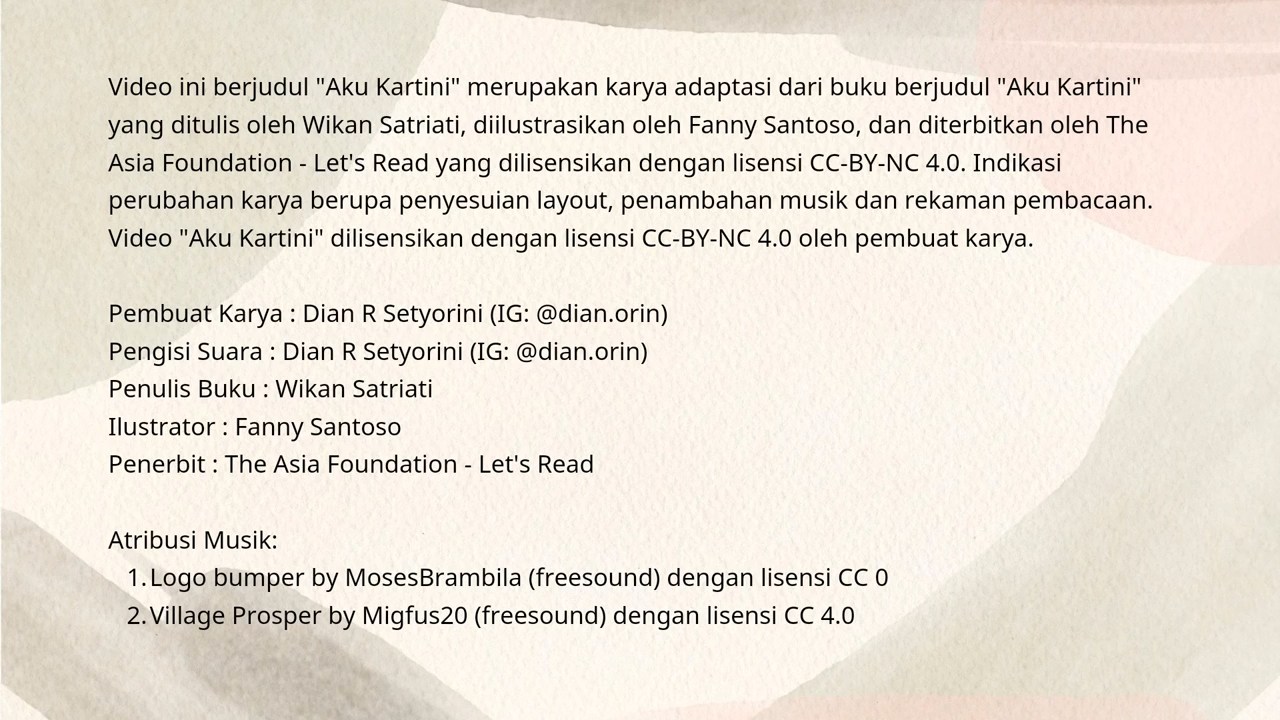 Video ini berjudul "Aku Kartini" merupakan karya adaptasi dari buku berjudul "Aku Kartini"
yang ditulis oleh Wikan Satriati, diilustrasikan oleh Fanny Santoso, dan diterbitkan oleh The
Asia Foundation - Let's Read yang dilisensikan dengan lisensi CC-BY-NC 4.0. Indikasi
perubahan karya berupa penyesuian layout, penambahan musik dan rekaman pembacaan.
Video "Aku Kartini" dilisensikan dengan lisensi CC-BY-NC 4.0 oleh pembuat karya.
Pembuat Karya : Dian R Setyorini (IG: @dian.orin)
Pengisi Suara : Dian R Setyorini (IG: @dian.orin)
Penulis Buku : Wikan Satriati
Ilustrator : Fanny Santoso
Penerbit : The Asia Foundation - Let's Read
Atribusi Musik:
1. Logo bumper by MosesBrambila (freesound) dengan lisensi CC 0
2. Village Prosper by Migfus20 (freesound) dengan lisensi CC 4.0